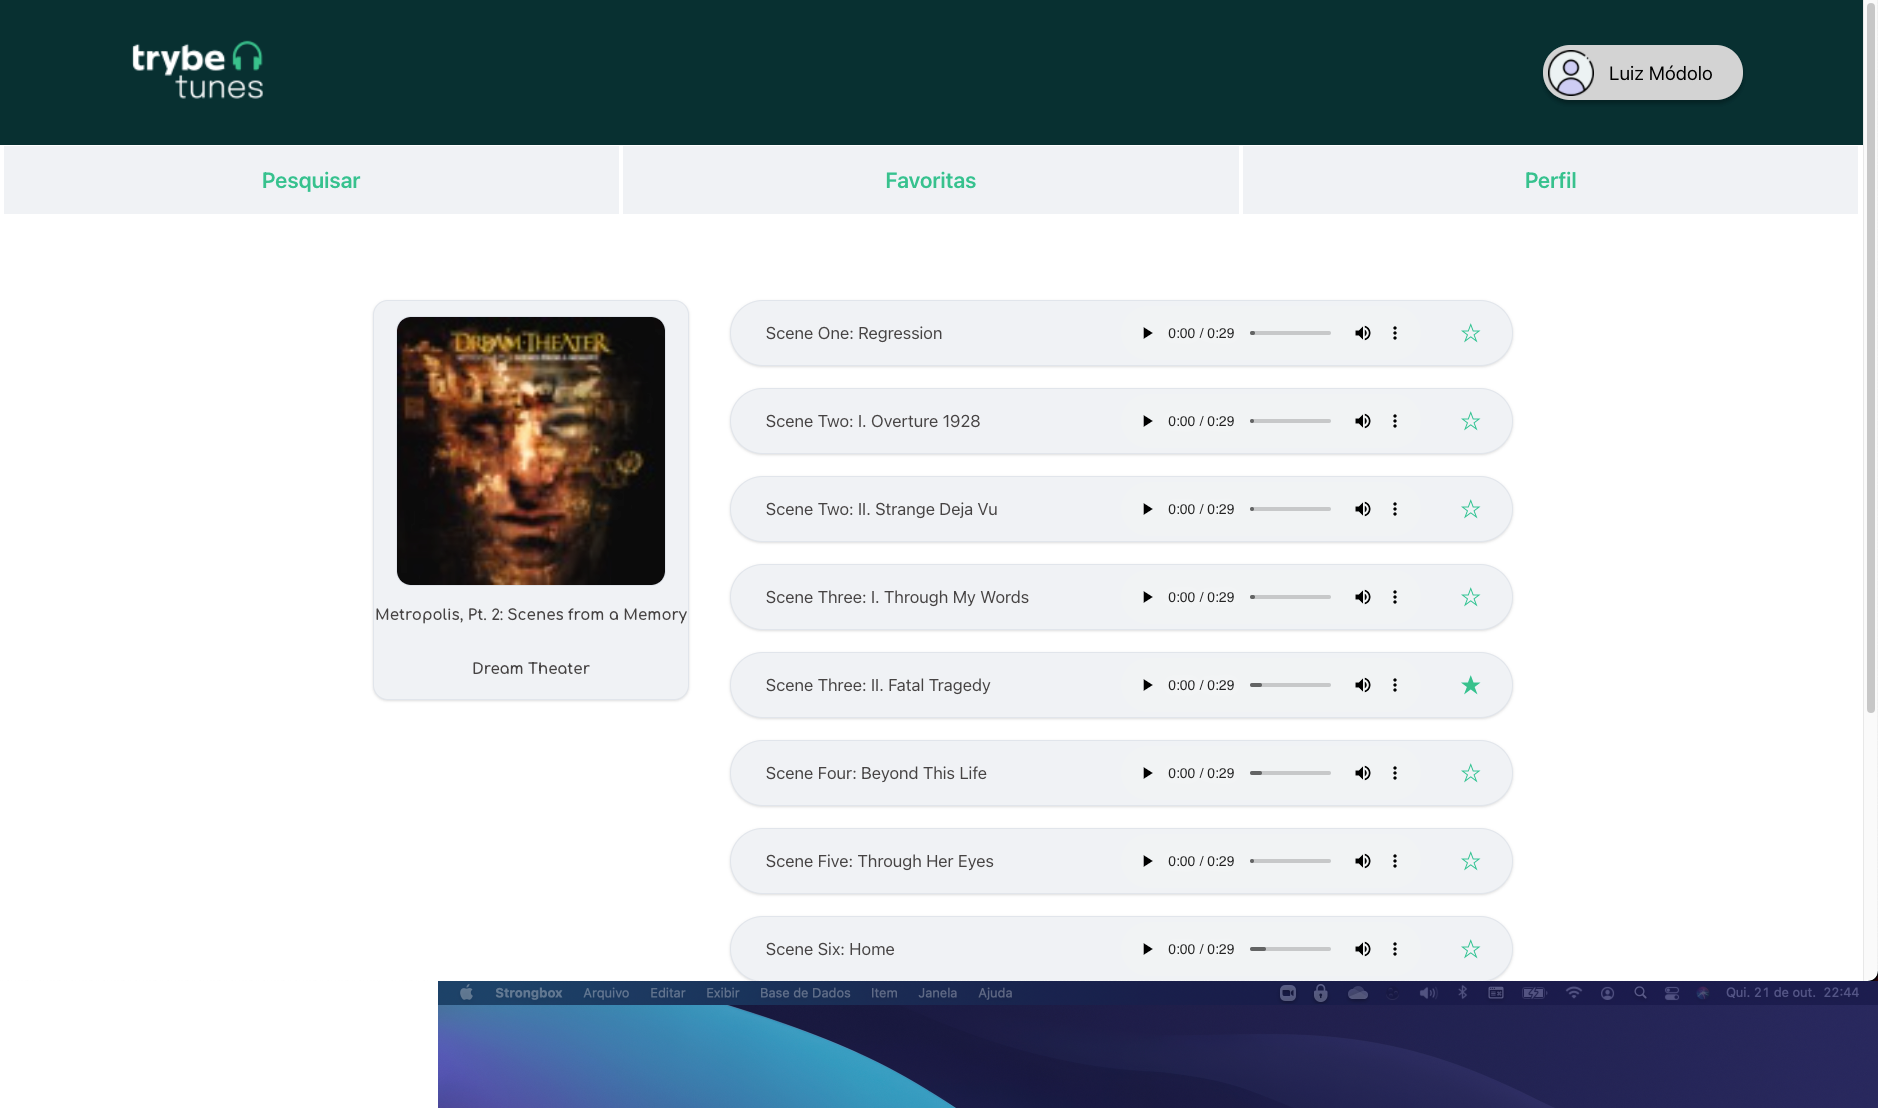 trybe
tunes
Luiz Módolo
Pesquisar
Favoritas
Perfil
DREAM THEATER
Metropolis, Pt. 2: Scenes from a Memory
Dream Theater
Scene One: Regression
0:00 / 0:29
Scene Two: I. Overture 1928
0:00 / 0:29
Scene Two: II. Strange Deja Vu
0:00 / 0:29
Scene Three: I. Through My Words
0:00 / 0:29
Scene Three: II. Fatal Tragedy
0:00 / 0:29
Scene Four: Beyond This Life
0:00 / 0:29
Scene Five: Through Her Eyes
0:00 / 0:29
Scene Six: Home
0:00 / 0:29
Strongbox Arquivo Editar Exibir Base de Dados Item Janela Ajuda
Qui. 21 de out. 22:44